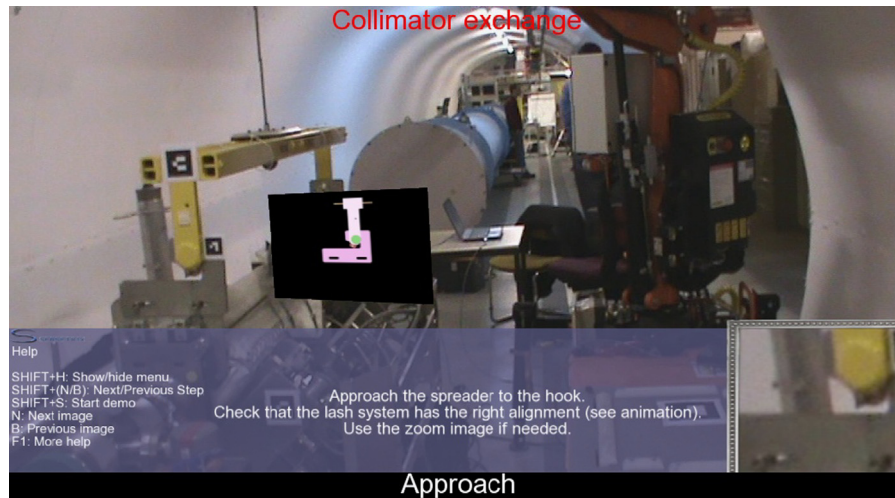 Collimator exchange
Help
SHIFT+H: Show/hide menu
SHIFT+(N/B): Next/Previous Step
SHIFT+S: Start demo
N: Next image
B: Previous image
F1: More help
Approach the spreader to the hook.
Check that the lash system has the right alignment (see animation).
Use the zoom image if needed.
Approach